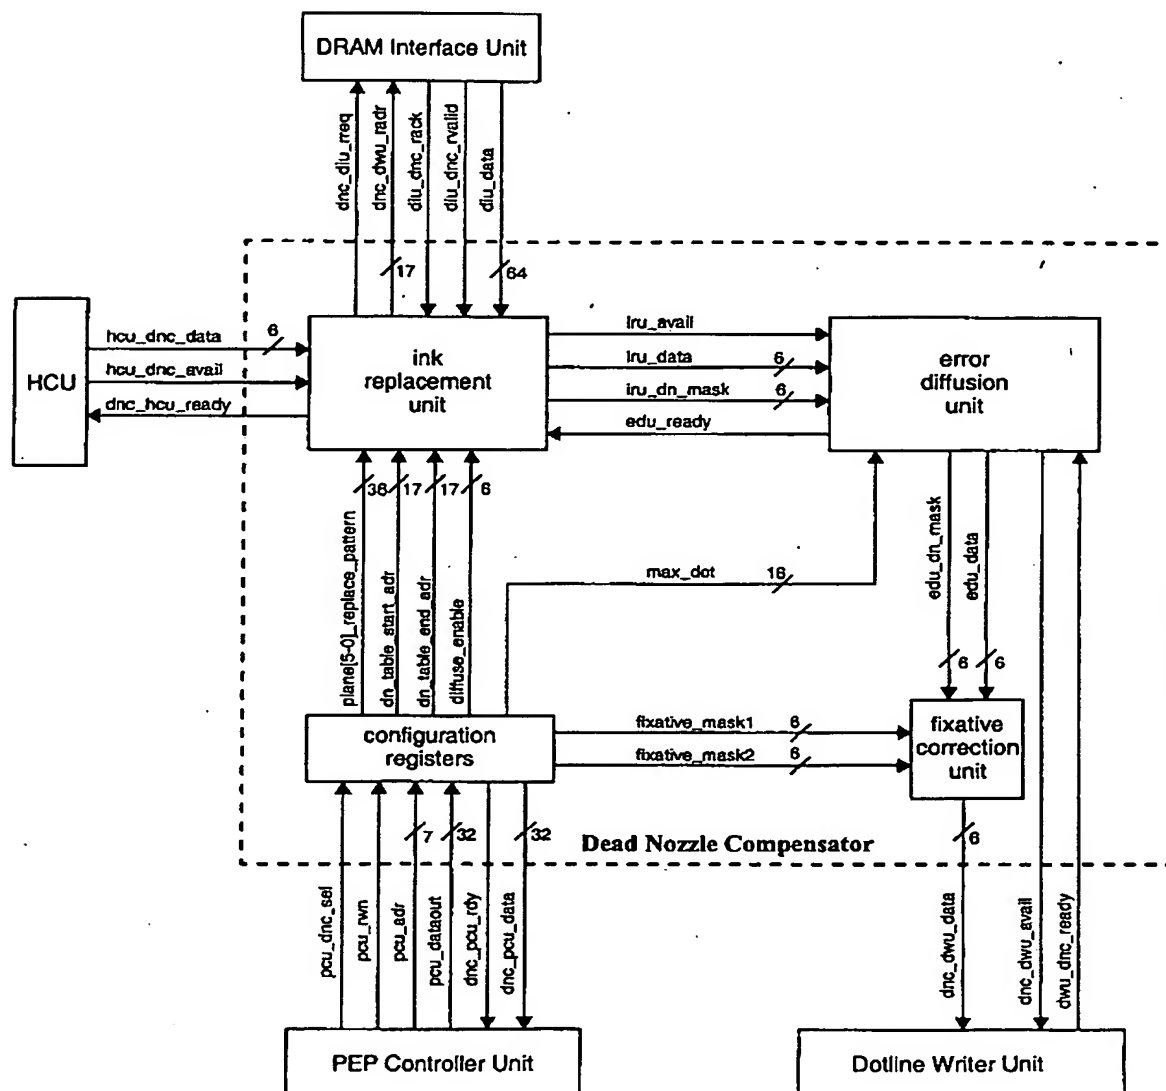 DRAM Interface Unit
dnc_diu_rreq
dnc_dwu_radr
diu_dnc_rack
diu_dnc_rvalid
diu_data
17
64
HCU
hcu_dnc_data
6
hcu_dnc_avail
dnc_hcu_ready
ink
replacement
unit
iru_avail
iru_data
6
iru_dn_mask
6
edu_ready
error
diffusion
unit
36
17
17
6
plane[5-0]_replace_pattern
dn_table_start_adr
dn_table_end_adr
diffuse_enable
max_dot
16
edu_dn_mask
edu_data
6
6
configuration
registers
fixative_mask1
6
fixative_mask2
6
fixative
correction
unit
7
32
32
6
Dead Nozzle Compensator
pcu_dnc_sel
pcu_rwn
pcu_adr
pcu_dataout
dnc_pcu_rdy
dnc_pcu_data
dnc_dwu_data
dnc_dwu_avail
dwu_dnc_ready
PEP Controller Unit
Dotline Writer Unit